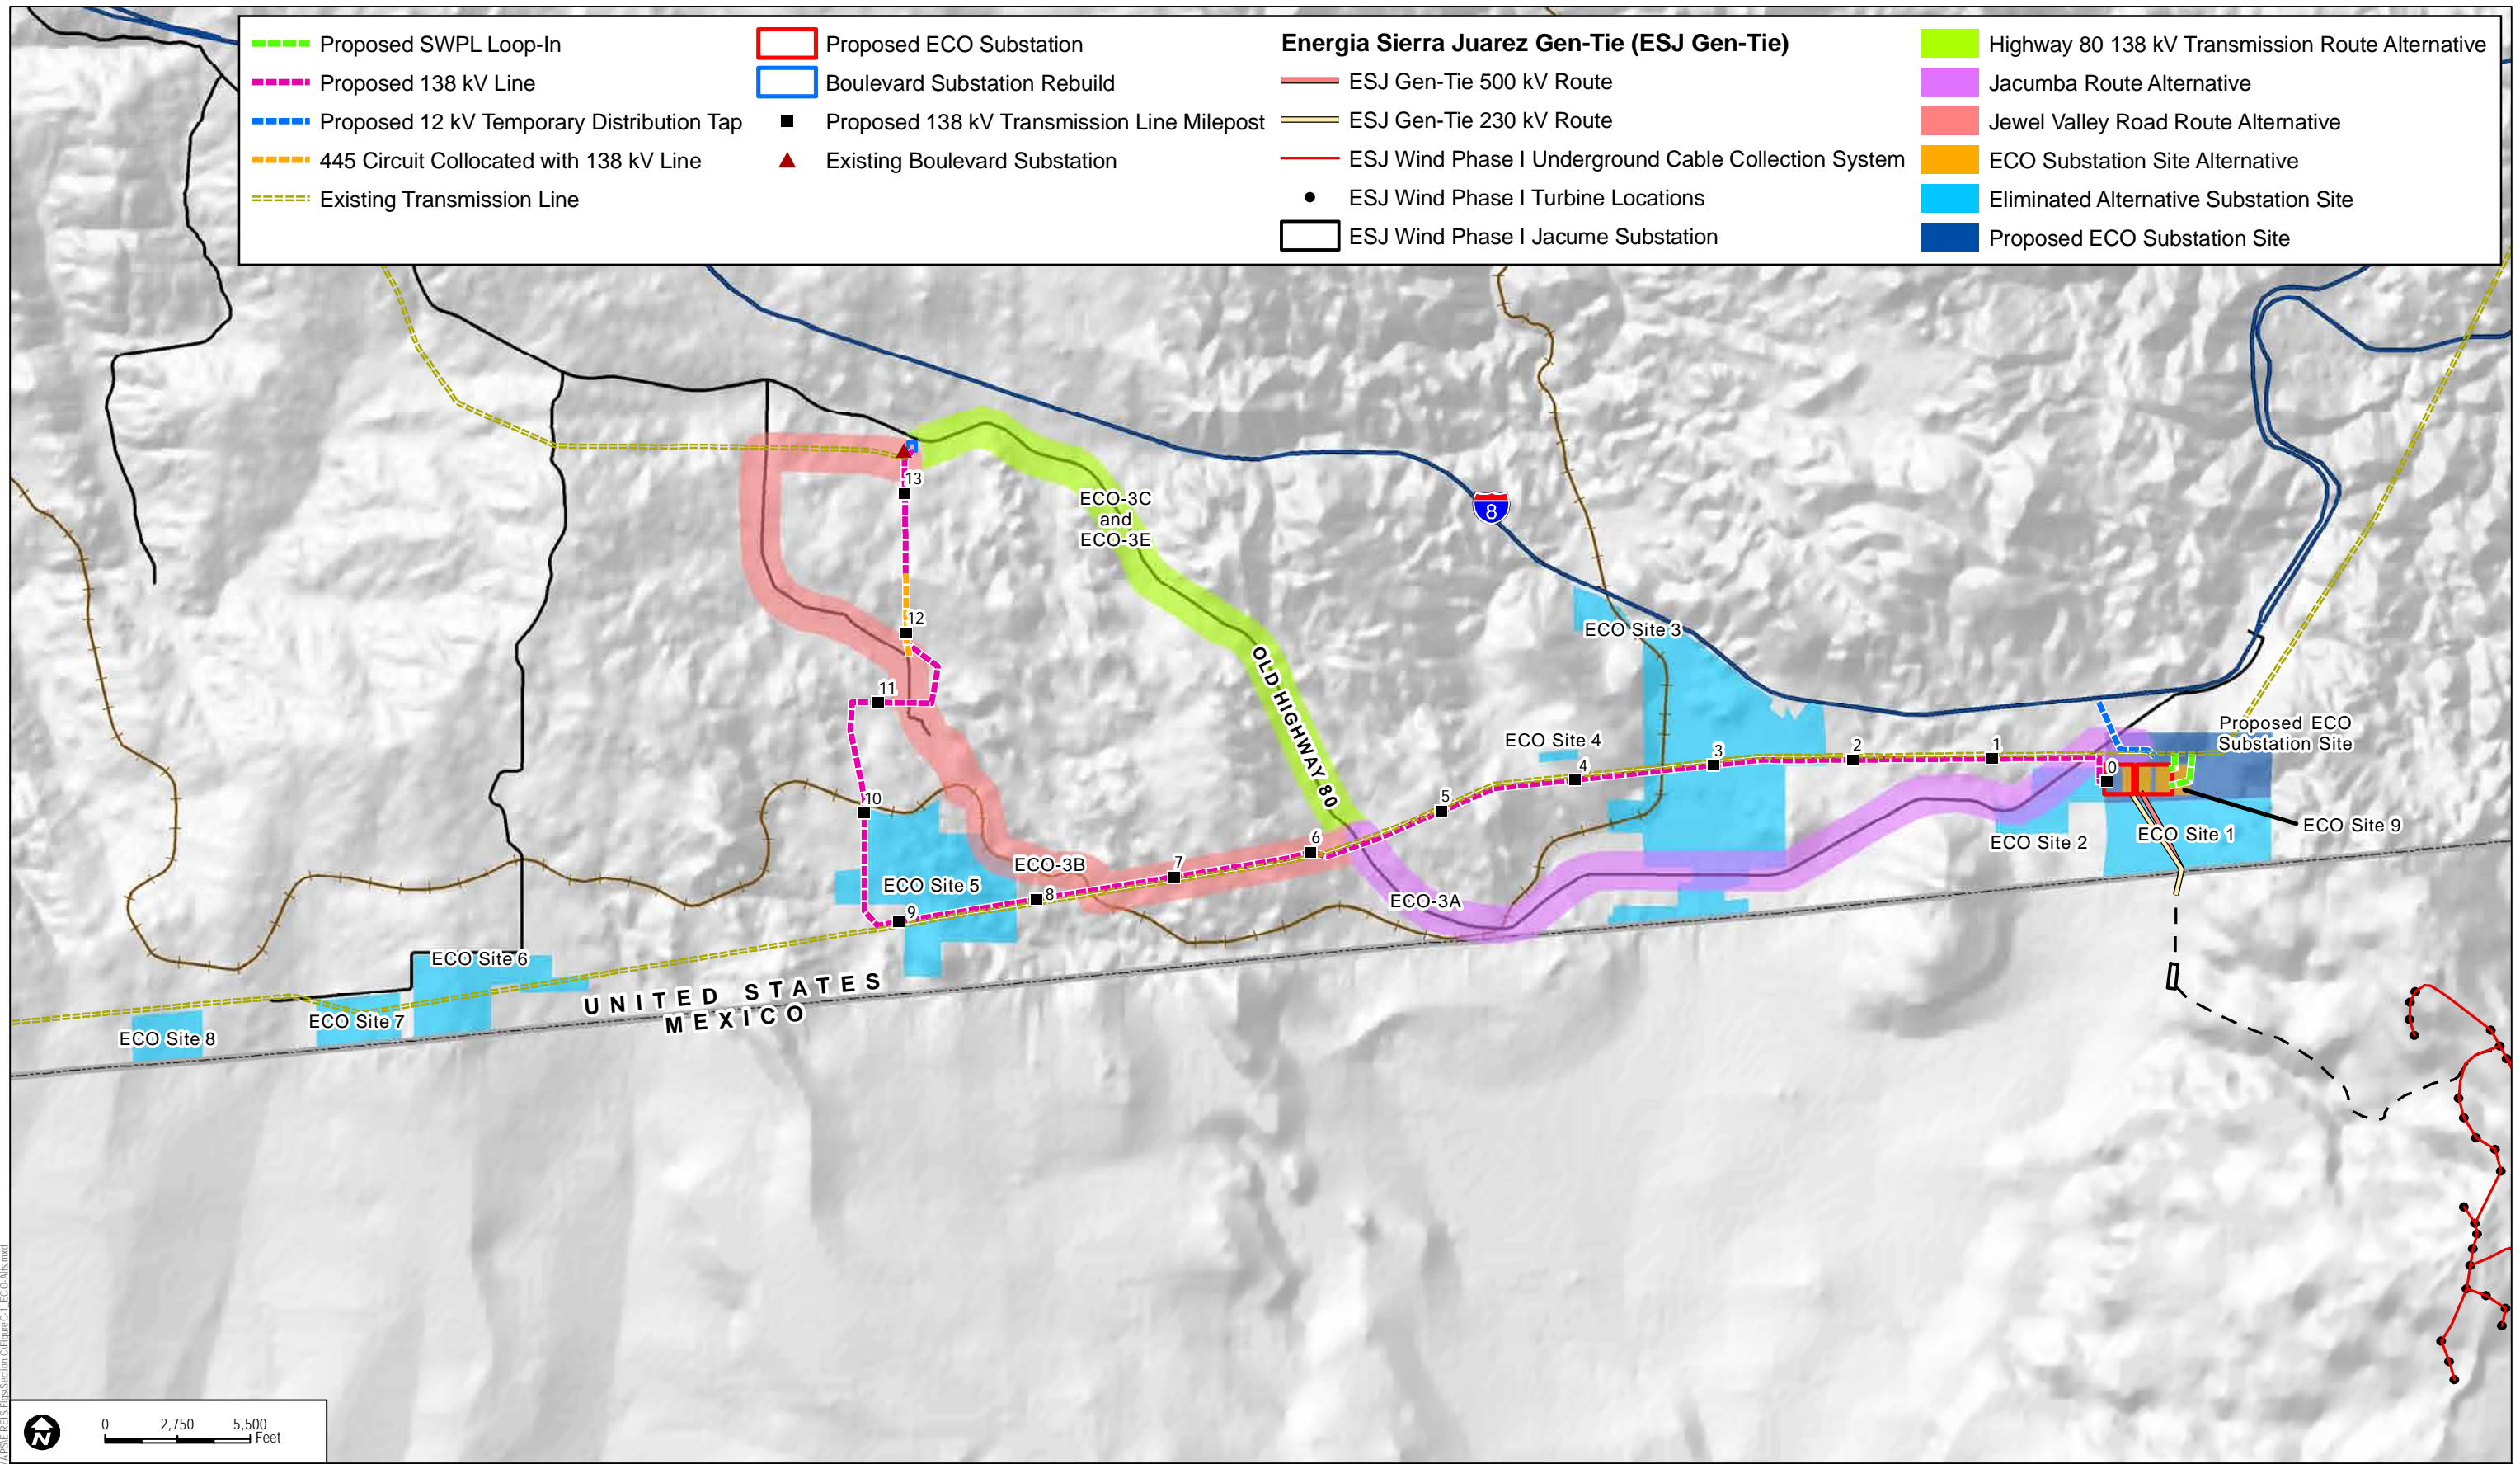 Proposed SWPL Loop-In
Proposed 138 kV Line
Proposed 12 kV Temporary Distribution Tap
445 Circuit Collocated with 138 kV Line
Existing Transmission Line
Proposed ECO Substation
Boulevard Substation Rebuild
Proposed 138 kV Transmission Line Milepost
Existing Boulevard Substation
Energia Sierra Juarez Gen-Tie (ESJ Gen-Tie)
ESJ Gen-Tie 500 kV Route
ESJ Gen-Tie 230 kV Route
ESJ Wind Phase I Underground Cable Collection System
ESJ Wind Phase I Turbine Locations
ESJ Wind Phase I Jacume Substation
Highway 80 138 kV Transmission Route Alternative
Jacumba Route Alternative
Jewel Valley Road Route Alternative
ECO Substation Site Alternative
Eliminated Alternative Substation Site
Proposed ECO Substation Site
13
ECO-3C
and
ECO-3E
8
12
ECO Site 3
OLD HIGHWAY 80
11
Proposed ECO
Substation Site
ECO Site 4
4
3
2
1
0
10
5
6
ECO Site 9
ECO Site 1
ECO Site 2
ECO-3B
7
ECO Site 5
8
9
ECO-3A
ECO Site 6
UNITED STATES
MEXICO
ECO Site 7
ECO Site 8
N
0 2,750 5,500
Feet
MAPS\EIREIS Figs\Section C\FigureC-1_ECO-Alts.mxd